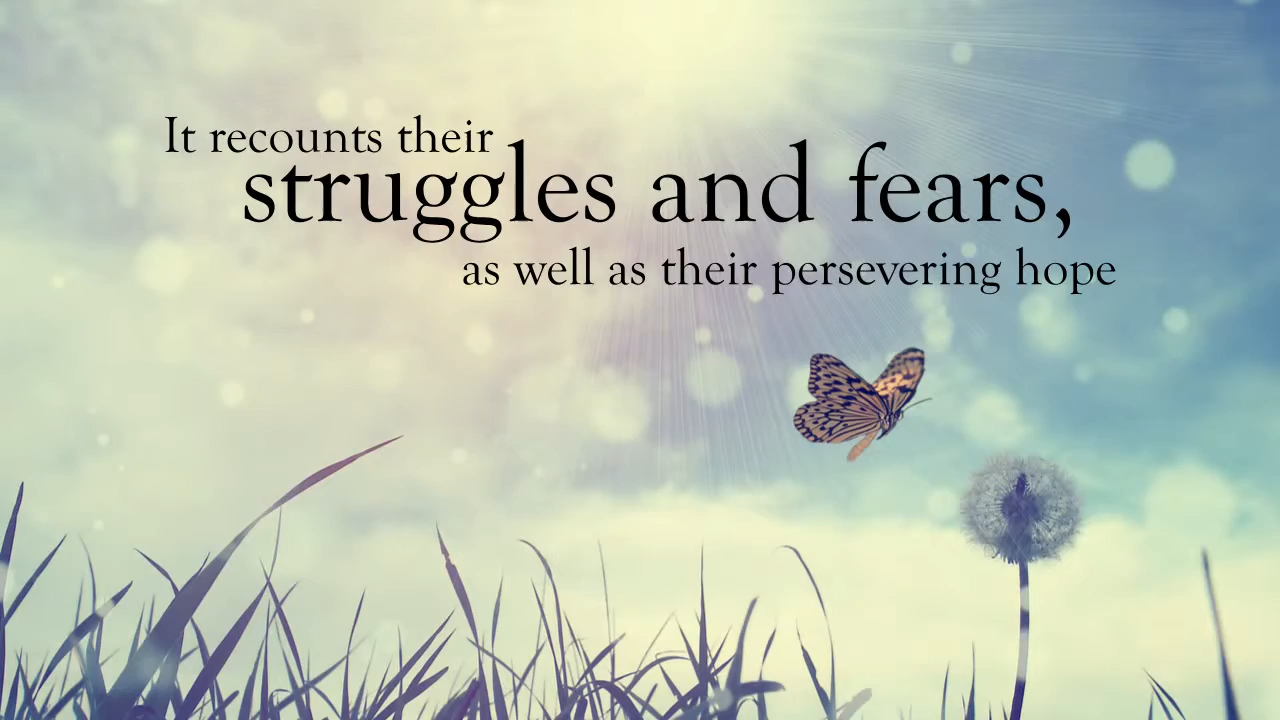 It recounts their
struggles and fears,
as well as their persevering hope